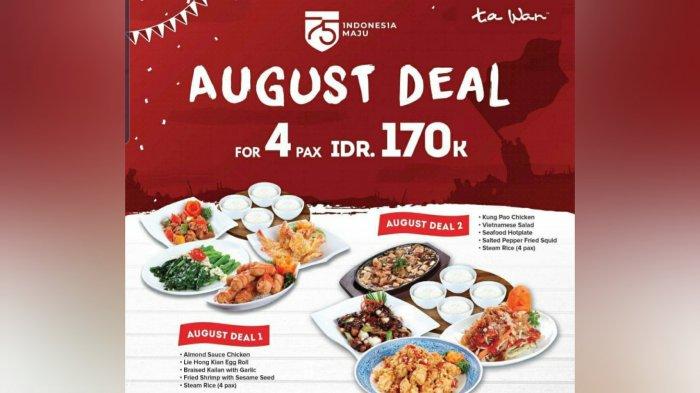 75 INDONESIA
MAJU
ta wan
AUGUST DEAL
FOR 4 PAX IDR. 170K
AUGUST DEAL 2
• Kung Pao Chicken
• Vietnamese Salad
• Seafood Hotplate
• Salted Pepper Fried Squid
• Steam Rice (4 pax)
AUGUST DEAL 1
• Almond Sauce Chicken
• Lie Hong Kian Egg Roll
• Braised Kailan with Garlic
• Fried Shrimp with Sesame Seed
• Steam Rice (4 pax)